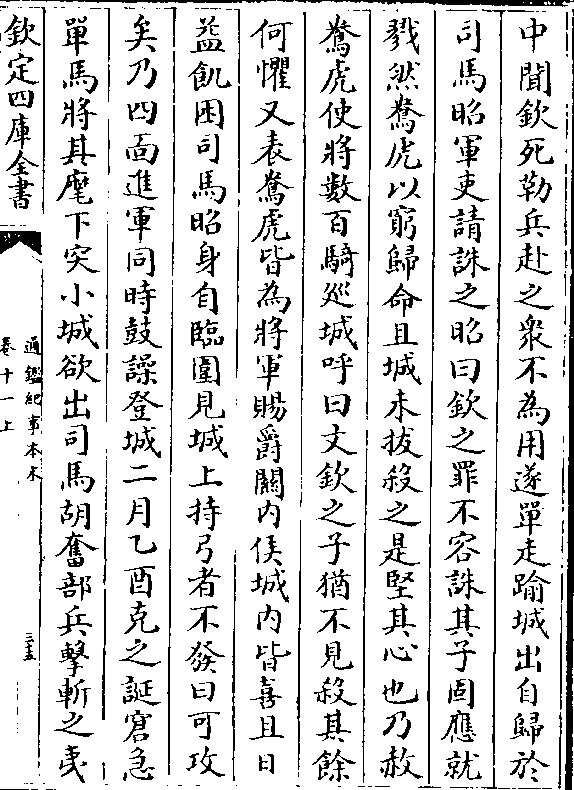 中聞欽死勒兵赴之衆不為用遂單走踰城出自歸於
司馬昭軍吏請誅之昭曰欽之罪不容誅其子固應就
戮然鴦虎以窮歸命且城未拔殺之是堅其心也乃赦
鴦虎使將數百騎巡城呼曰文欽之子猶不見殺其餘
何懼又表鴦虎皆為將軍賜爵關内侯城内皆喜且日
益飢困司馬昭身自臨圍見城上持弓者不發曰可攻
矣乃四面進軍同時鼓譟登城二月乙酉克之誕窘急
單馬將其麾下突小城欲出司馬胡奮部兵擊斬之夷
欽定四庫全書
通鑑紀事本末
卷十一上
三五